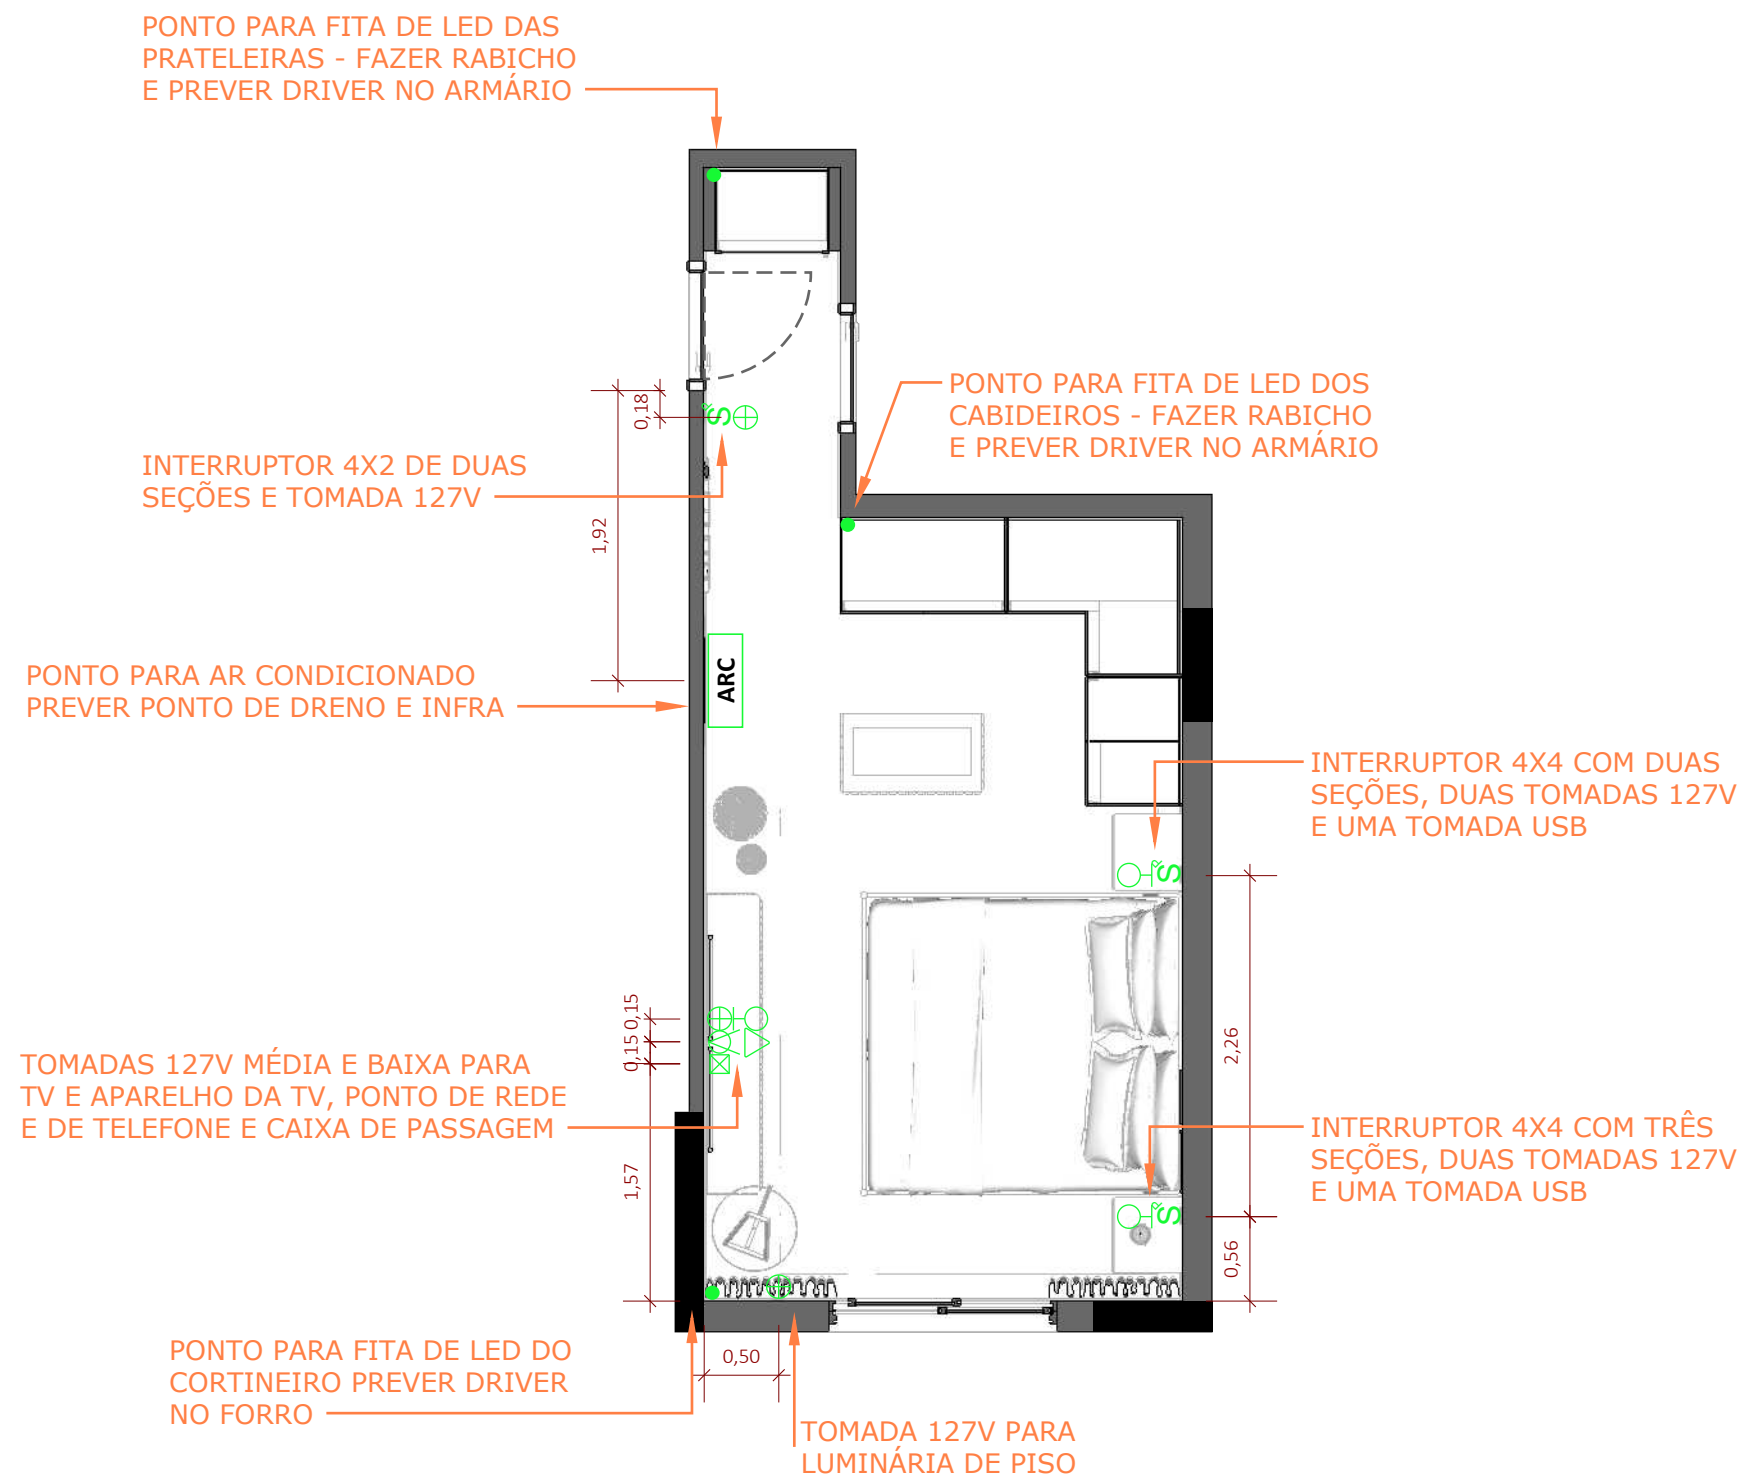 PONTO PARA FITA DE LED DAS
PRATELEIRAS - FAZER RABICHO
E PREVER DRIVER NO ARMÁRIO
PONTO PARA FITA DE LED DOS
CABIDEIROS - FAZER RABICHO
E PREVER DRIVER NO ARMÁRIO
0,18
S
INTERRUPTOR 4X2 DE DUAS
SEÇÕES E TOMADA 127V
1,92
PONTO PARA AR CONDICIONADO
PREVER PONTO DE DRENO E INFRA
ARC
INTERRUPTOR 4X4 COM DUAS
SEÇÕES, DUAS TOMADAS 127V
E UMA TOMADA USB
S
0,15
0,15
2,26
TOMADAS 127V MÉDIA E BAIXA PARA
TV E APARELHO DA TV, PONTO DE REDE
E DE TELEFONE E CAIXA DE PASSAGEM
INTERRUPTOR 4X4 COM TRÊS
SEÇÕES, DUAS TOMADAS 127V
E UMA TOMADA USB
1,57
S
0,56
PONTO PARA FITA DE LED DO
CORTINEIRO PREVER DRIVER
NO FORRO
0,50
TOMADA 127V PARA
LUMINÁRIA DE PISO